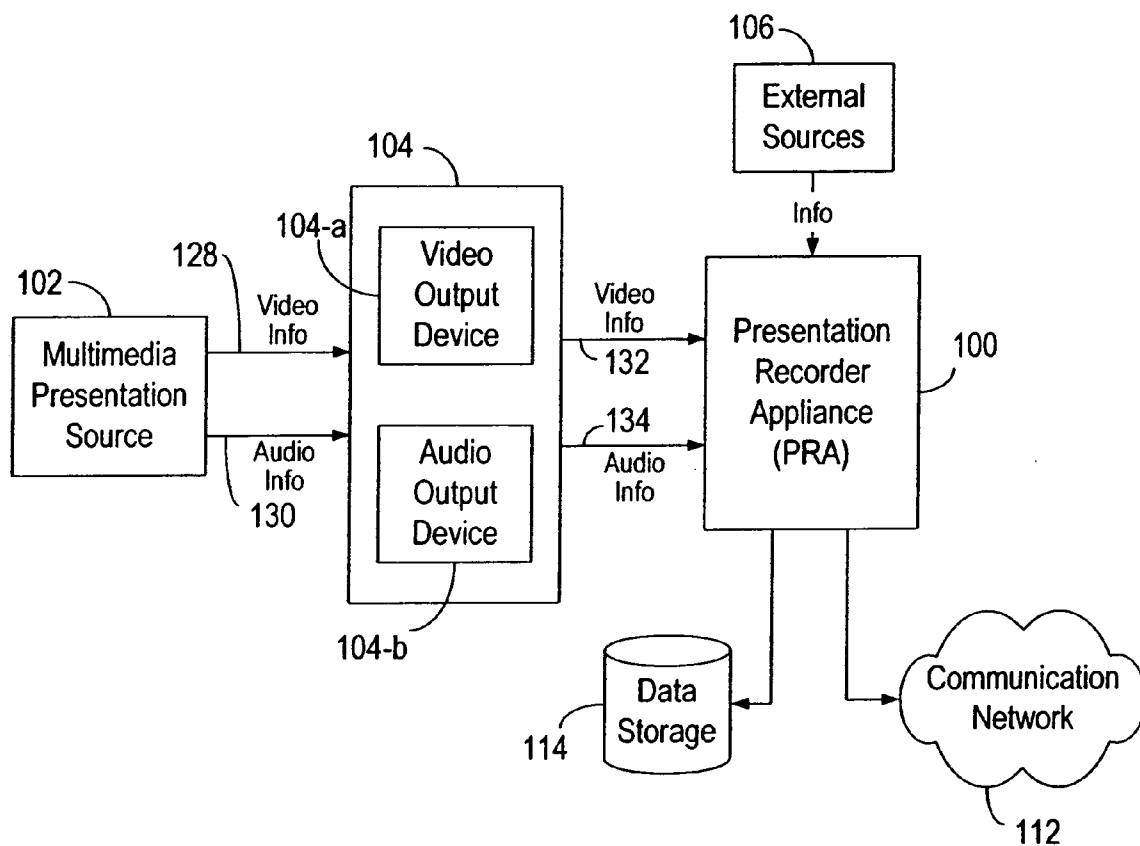 106
External
Sources
Info
104
104-a
Video
Output
Device
128
102
Video
Info
Video
Info
132
Multimedia
Presentation
Source
Presentation
Recorder
Appliance
(PRA)
100
134
Audio
Info
130
Audio
Output
Device
Audio
Info
104-b
Data
Storage
114
Communication
Network
112